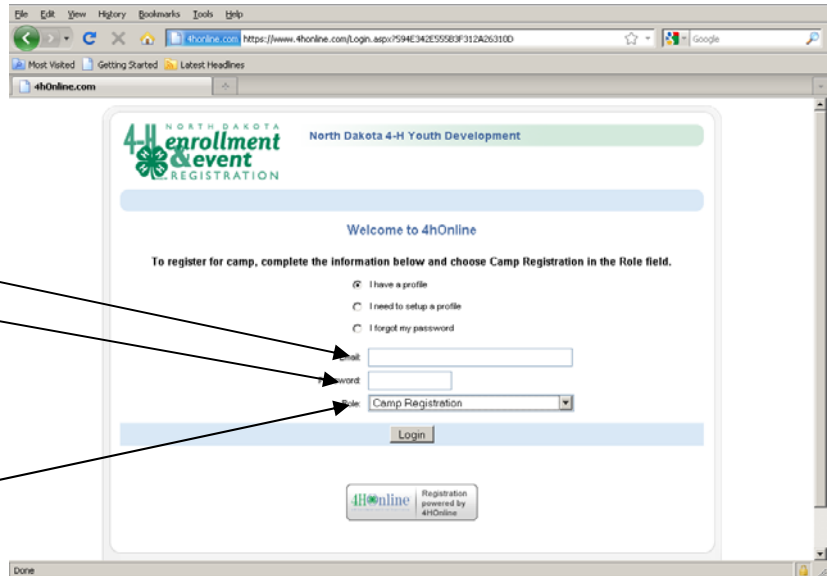 File Edit View History Bookmarks Tools Help
4honline.com https://www.4honline.com/Login.aspx?594E342E55583F312A26310D
Google
Most Visited Getting Started Latest Headlines
4hOnline.com
NORTH DAKOTA
4-H enrollment
& event
REGISTRATION
North Dakota 4-H Youth Development
Welcome to 4hOnline
To register for camp, complete the information below and choose Camp Registration in the Role field.
I have a profile
I need to setup a profile
I forgot my password
Email:
Role: Camp Registration
Login
4HOnline
Registration
powered by
4HOnline
Done